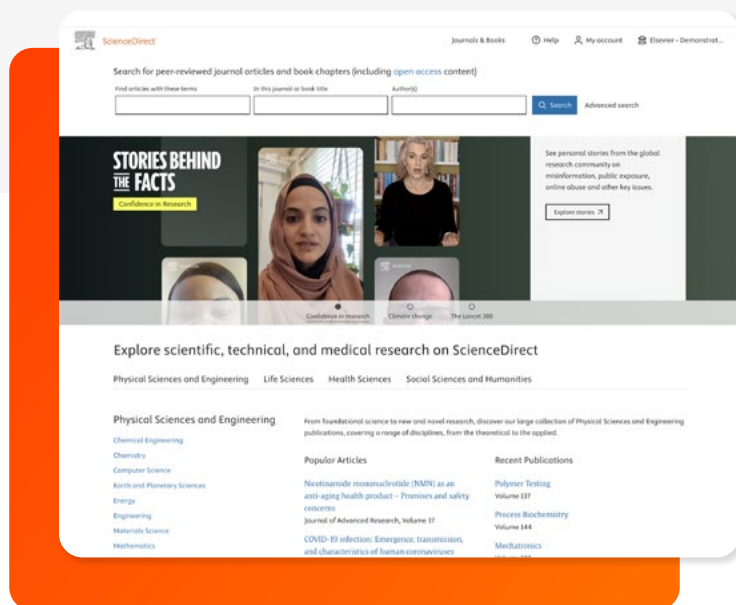 ScienceDirect
Journals & Books
Help
My account
Elsevier - Demonstrat...
Search for peer-reviewed journal articles and book chapters (including open access content)
Find articles with these terms
In this journal or book title
Author(s)
Search
Advanced search
STORIES BEHIND
THE FACTS
Confidence in Research
See personal stories from the global
research community on
misinformation, public exposure,
online abuse and other key issues.
Explore stories
Confidence in research
Climate change
The Lancet 200
Explore scientific, technical, and medical research on ScienceDirect
Physical Sciences and Engineering
Life Sciences
Health Sciences
Social Sciences and Humanities
Physical Sciences and Engineering
Chemical Engineering
Chemistry
Computer Science
Earth and Planetary Sciences
Energy
Engineering
Materials Science
Mathematics
From foundational science to new and novel research, discover our large collection of Physical Sciences and Engineering
publications, covering a range of disciplines, from the theoretical to the applied.
Popular Articles
Nicotinamide mononucleotide (NMN) as an
anti-aging health product – Promises and safety
concerns
Journal of Advanced Research, Volume 37
COVID-19 infection: Emergence, transmission,
and characteristics of human coronaviruses
Recent Publications
Polymer Testing
Volume 137
Process Biochemistry
Volume 144
Mechatronics